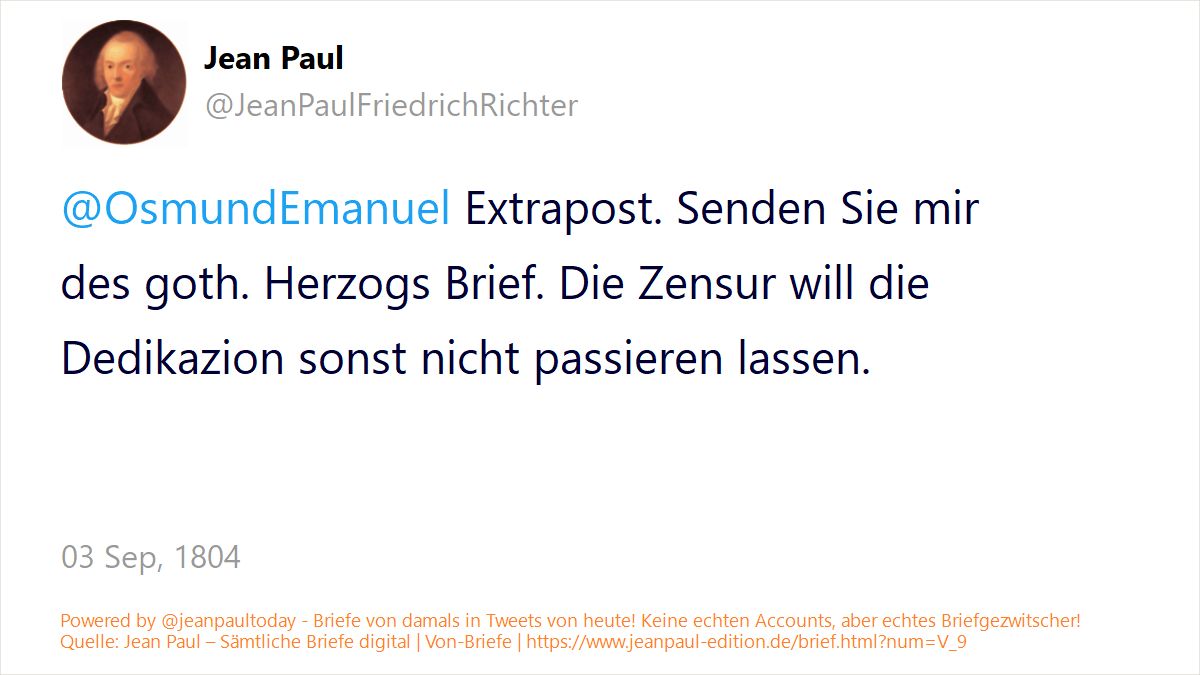 Jean Paul
@JeanPaulFriedrichRichter
@OsmundEmanuel Extrapost. Senden Sie mir
des goth. Herzogs Brief. Die Zensur will die
Dedikazion sonst nicht passieren lassen.
03 Sep, 1804
Powered by @jeanpaultoday - Briefe von damals in Tweets von heute! Keine echten Accounts, aber echtes Briefgezwitscher!
Quelle: Jean Paul – Sämtliche Briefe digital | Von-Briefe | https://www.jeanpaul-edition.de/brief.html?num=V_9